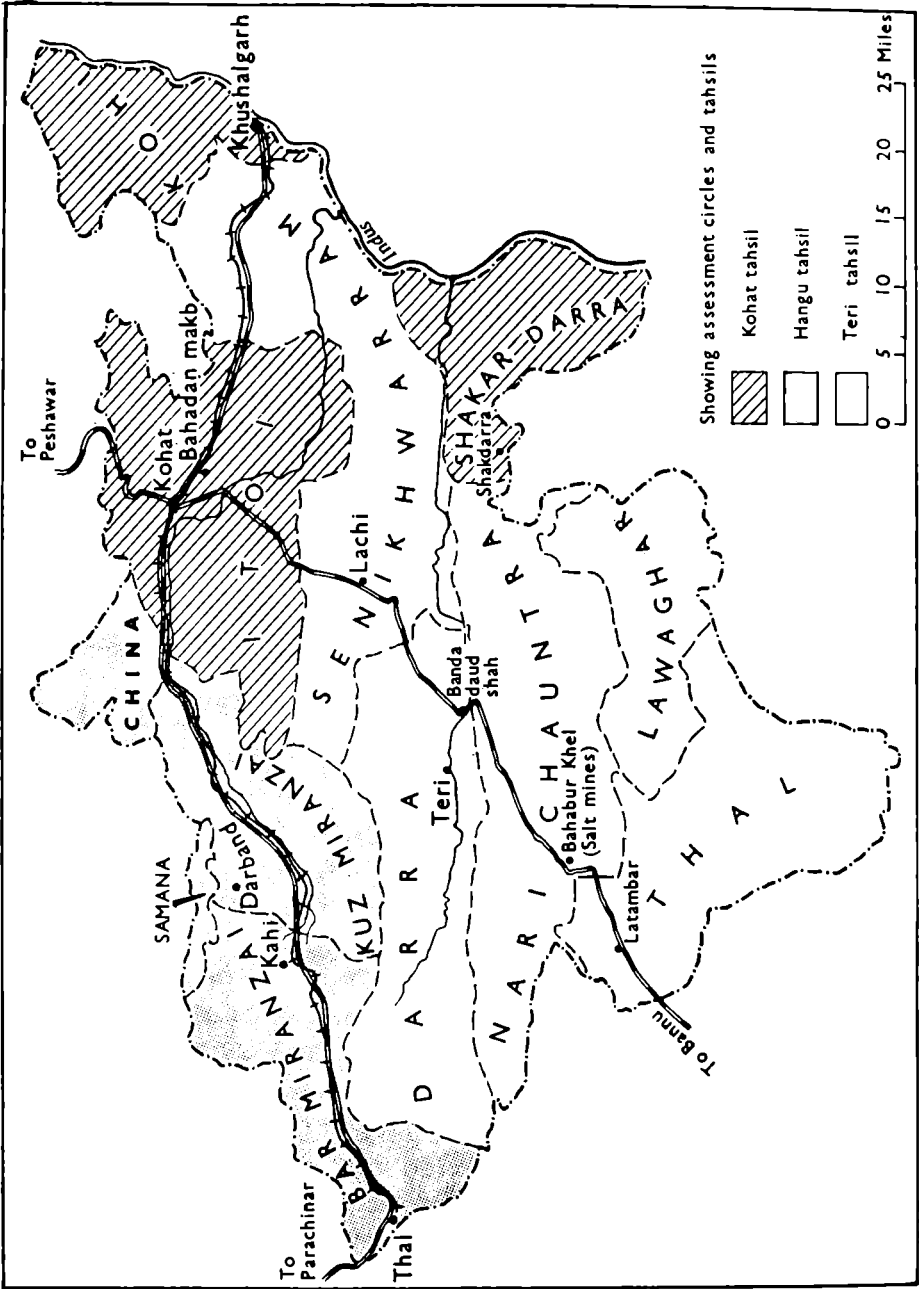 To
Peshawar
KOHI
Khushalgarh
Kohat
Bahadan makb
CHINA
SAMANA
Darband
TOI
KHWARRAM
Indus
Lachi
SENI
BAR MIRANZAI
Kahi
KUZ MIRANZAI
To
Parachinar
Thal
DARRA
Teri
Banda
daud
shah
SHAKAR DARRA
Shakdarra
NARI
CHAUNTRA
Bahabur Khel
(Salt mines)
LAWAGHAR
Latambar
THAL
To Bannu
Showing assessment circles and tahsils
Kohat tahsil
Hangu tahsil
Teri tahsil
0 5 10 15 20 25 Miles